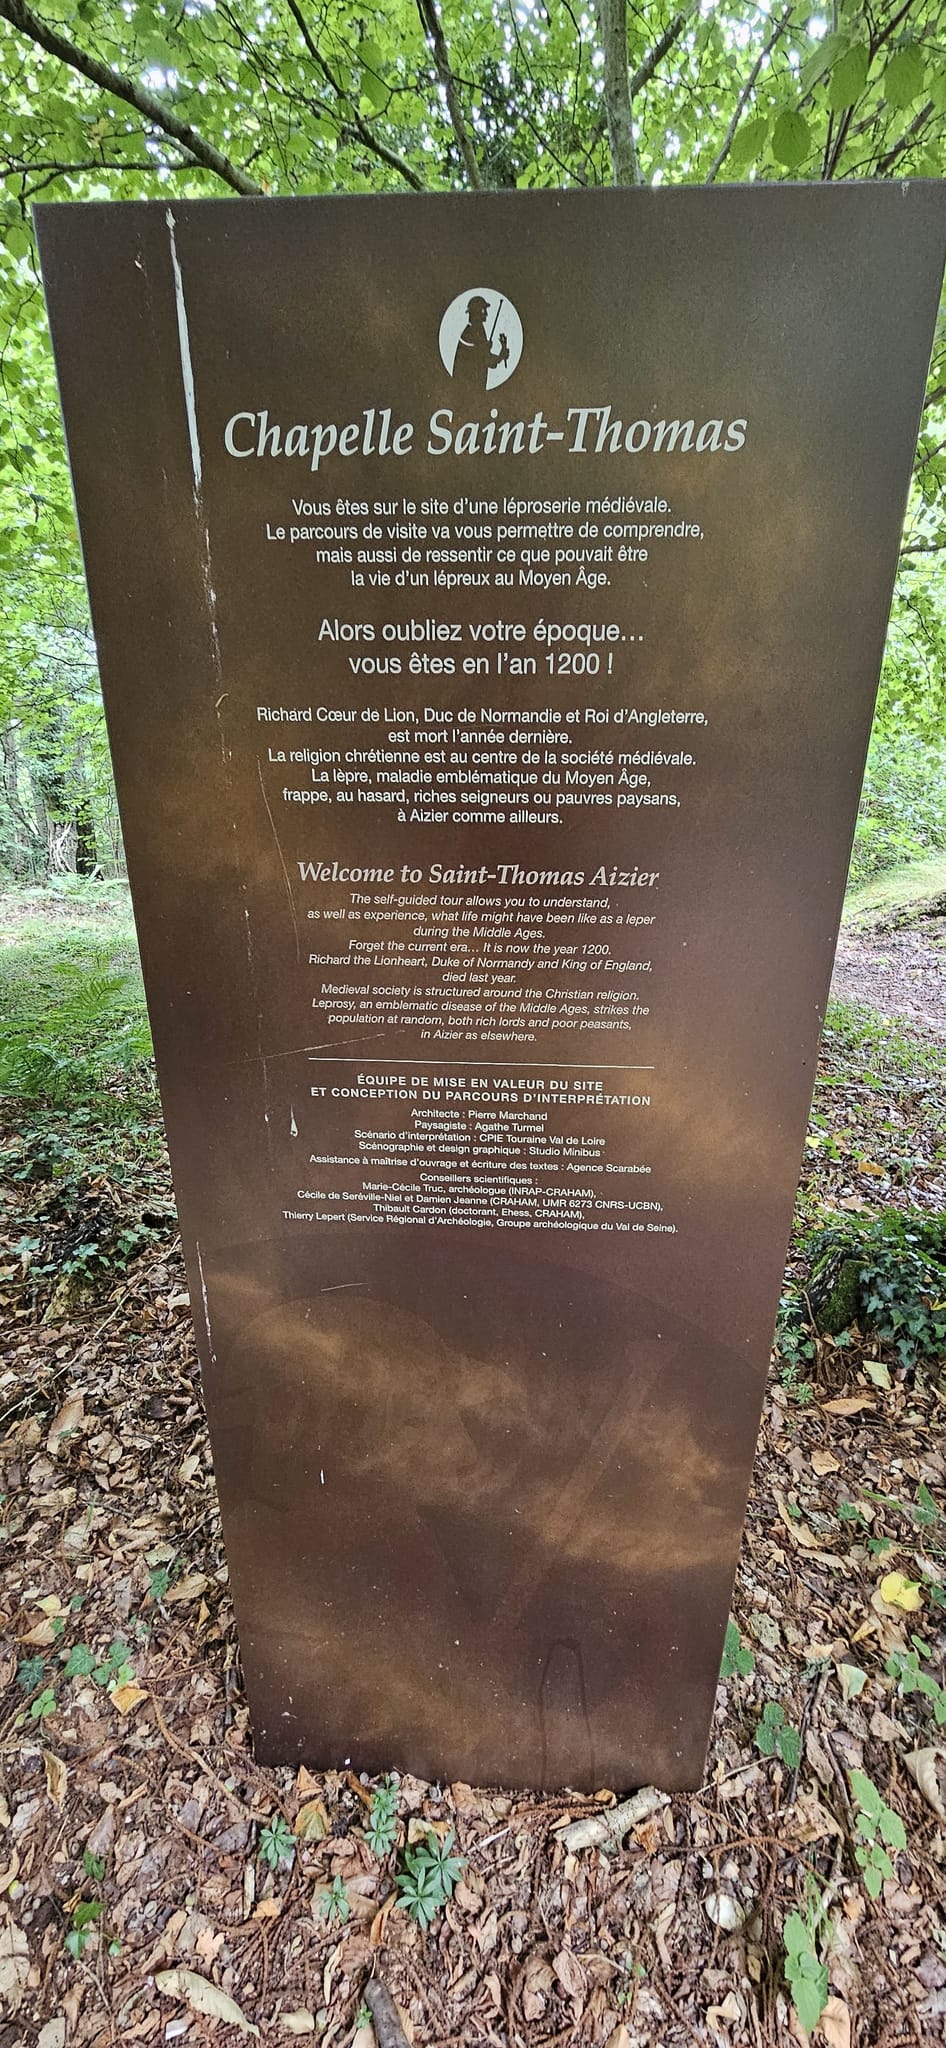 Chapelle Saint-Thomas
Vous êtes sur le site d'une léproserie médiévale.
Le parcours de visite va vous permettre de comprendre,
mais aussi de ressentir ce que pouvait être
la vie d'un lépreux au Moyen Âge.
Alors oubliez votre époque...
vous êtes en l'an 1200 !
Richard Cœur de Lion, Duc de Normandie et Roi d'Angleterre,
est mort l'année dernière.
La religion chrétienne est au centre de la société médiévale.
La lèpre, maladie emblématique du Moyen Âge,
frappe, au hasard, riches seigneurs ou pauvres paysans,
à Aizier comme ailleurs.
Welcome to Saint-Thomas Aizier
The self-guided tour allows you to understand,
as well as experience, what life might have been like as a leper
during the Middle Ages.
Forget the current era... It is now the year 1200.
Richard the Lionheart, Duke of Normandy and King of England,
died last year.
Medieval society is structured around the Christian religion.
Leprosy, an emblematic disease of the Middle Ages, strikes the
population at random, both rich lords and poor peasants,
in Aizier as elsewhere.
ÉQUIPE DE MISE EN VALEUR DU SITE
ET CONCEPTION DU PARCOURS D'INTERPRÉTATION
Architecte : Pierre Marchand
Paysagiste : Agathe Turmel
Scénario d'interprétation : CPIE Touraine Val de Loire
Scénographie et design graphique : Studio Minibus
Assistance à maîtrise d'ouvrage et écriture des textes : Agence Scarabée
Conseillers scientifiques :
Marie-Cécile Truc, archéologue (INRAP-CRAHAM),
Cécile de Seréville-Niel et Damien Jeanne (CRAHAM, UMR 6273 CNRS-UCBN),
Thibault Cardon (doctorant, Ehess, CRAHAM),
Thierry Lepert (Service Régional d'Archéologie, Groupe archéologique du Val de Seine).